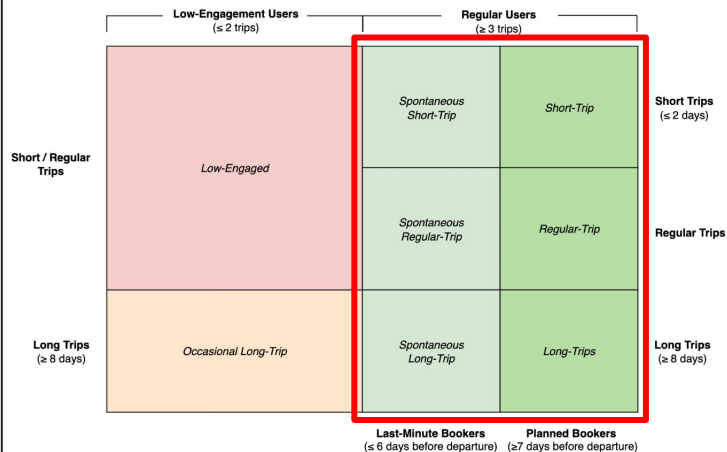 Low-Engagement Users
(≤ 2 trips)
Regular Users
(≥ 3 trips)
Short / Regular
Trips
Low-Engaged
Spontaneous
Short-Trip
Short-Trip
Short Trips
(≤ 2 days)
Spontaneous
Regular-Trip
Regular-Trip
Regular Trips
Long Trips
(≥ 8 days)
Occasional Long-Trip
Spontaneous
Long-Trip
Long-Trips
Long Trips
(≥ 8 days)
Last-Minute Bookers
(≤ 6 days before departure)
Planned Bookers
(≥7 days before departure)